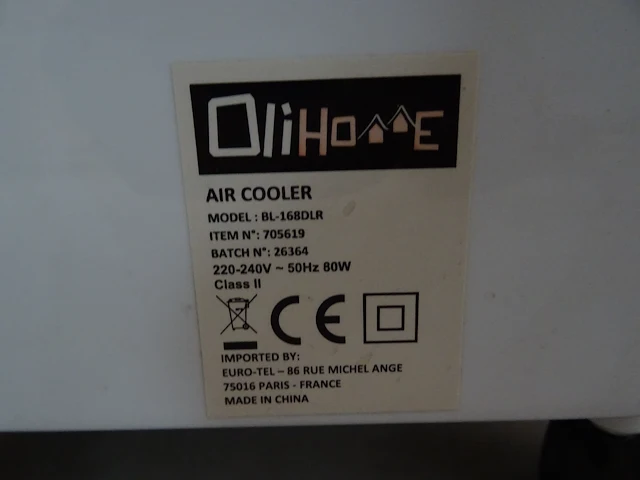 OliHOME
AIR COOLER
MODEL : BL-168DLR
ITEM N°: 705619
BATCH N°: 26364
220-240V ~ 50Hz 80W
Class II
CE
IMPORTED BY:
EURO-TEL – 86 RUE MICHEL ANGE
75016 PARIS - FRANCE
MADE IN CHINA